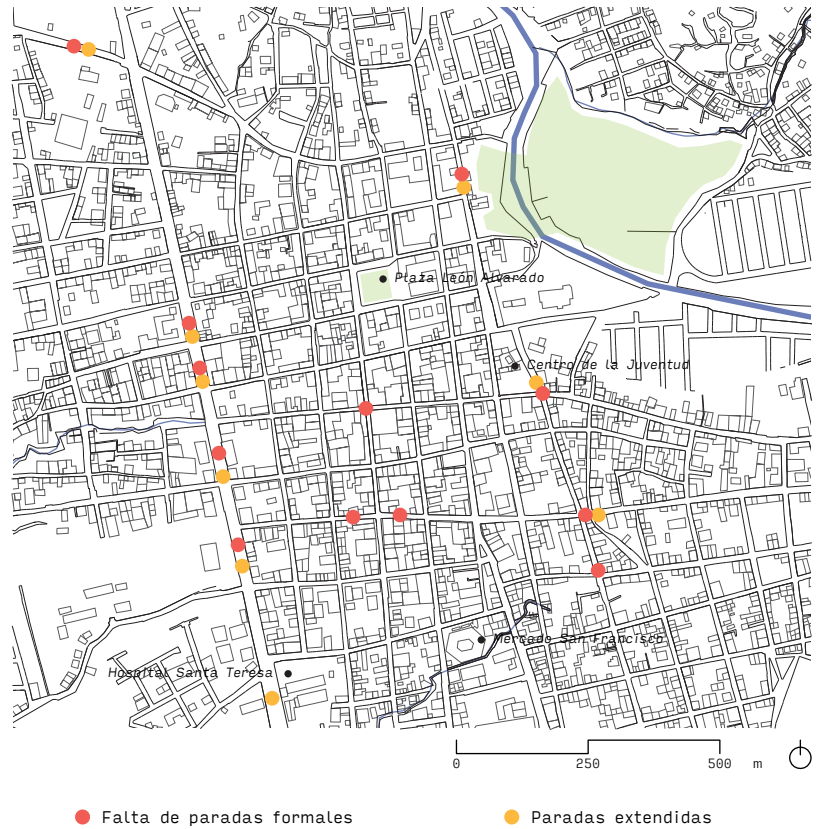 Plaza León Alvarado
Centro de la Juventud
Mercado San Francisco
Hospital Santa Teresa
0 250 500 m
Falta de paradas formales
Paradas extendidas